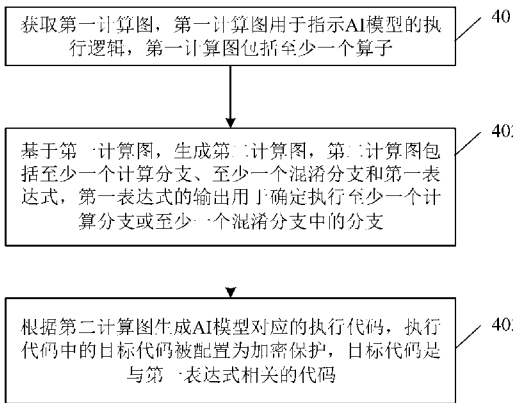 获取第一计算图，第一计算图用于指示AI模型的执
行逻辑，第一计算图包括至少一个算子
40
基于第一计算图，生成第二计算图，第二计算图包
括至少一个计算分支、至少一个混淆分支和第一表
达式，第一表达式的输出用于确定执行至少一个计
算分支或至少一个混淆分支中的分支
40
根据第二计算图生成AI模型对应的执行代码，执行
代码中的目标代码被配置为加密保护，目标代码是
与第一表达式相关的代码
40